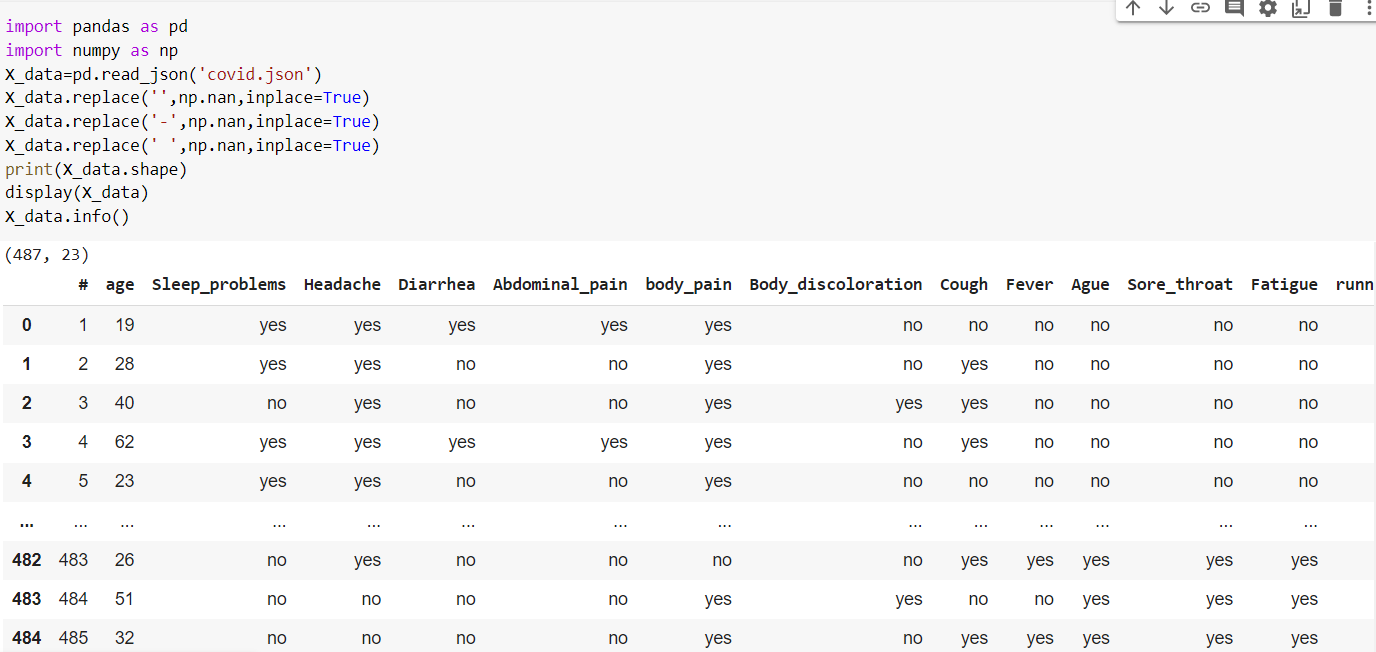 import pandas as pd
import numpy as np
X_data=pd.read_json('covid.json')
X_data.replace('',np.nan,inplace=True)
X_data.replace('-',np.nan,inplace=True)
X_data.replace(' ',np.nan,inplace=True)
print(X_data.shape)
display(X_data)
X_data.info()
(487, 23)
# age Sleep_problems Headache Diarrhea Abdominal_pain body_pain Body_discoloration Cough Fever Ague Sore_throat Fatigue runn
0 1 19 yes yes yes yes yes no no no no no no
1 2 28 yes yes no no yes no yes no no no no
2 3 40 no yes no no yes yes yes no no no no
3 4 62 yes yes yes yes yes no yes no no no no
4 5 23 yes yes no no yes no no no no no no
... ... ... ... ... ... ... ... ... ... ... ... ... ...
482 483 26 no yes no no no no yes yes yes yes yes
483 484 51 no no no no yes yes no no yes yes yes
484 485 32 no no no no yes no yes yes yes yes yes